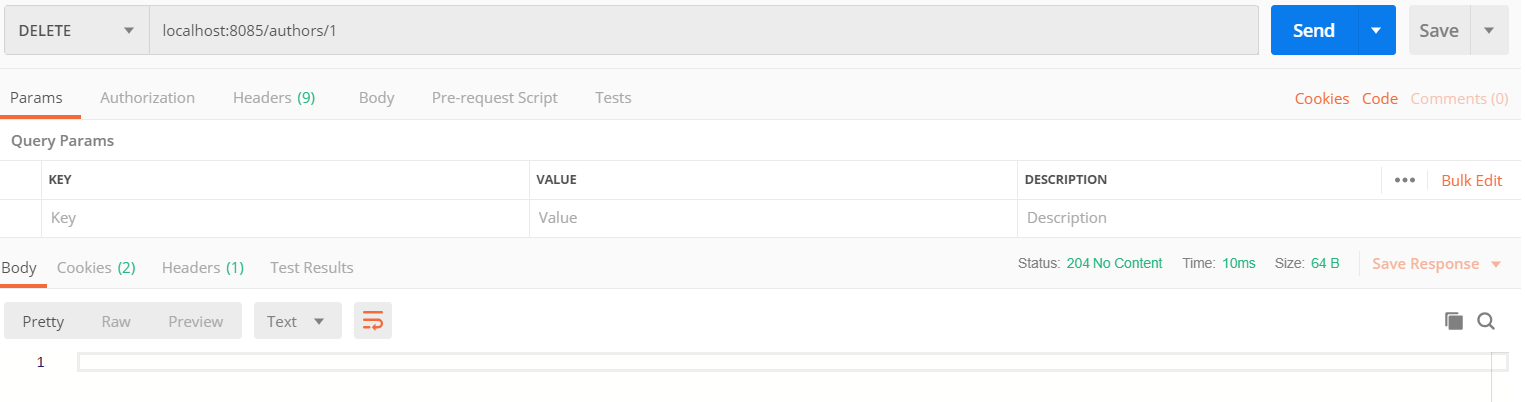 DELETE localhost:8085/authors/1 Send Save
Params Authorization Headers (9) Body Pre-request Script Tests Cookies Code Comments (0)
Query Params
KEY VALUE DESCRIPTION ••• Bulk Edit
Key Value Description
Body Cookies (2) Headers (1) Test Results Status: 204 No Content Time: 10ms Size: 64 B Save Response
Pretty Raw Preview Text
1